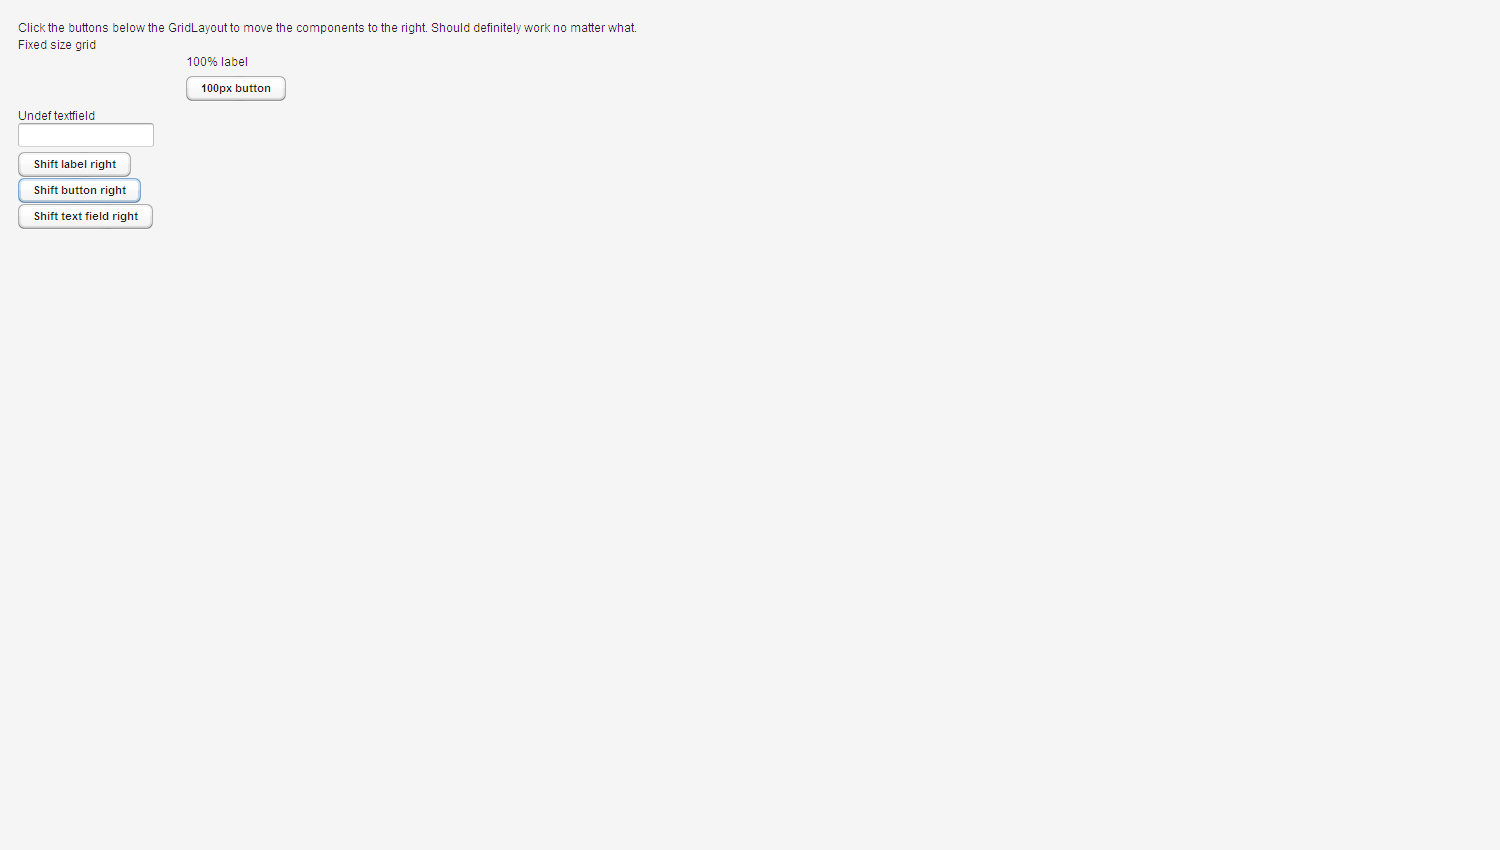 Click the buttons below the GridLayout to move the components to the right. Should definitely work no matter what.
Fixed size grid
100% label
100px button
Undef textfield
Shift label right
Shift button right
Shift text field right